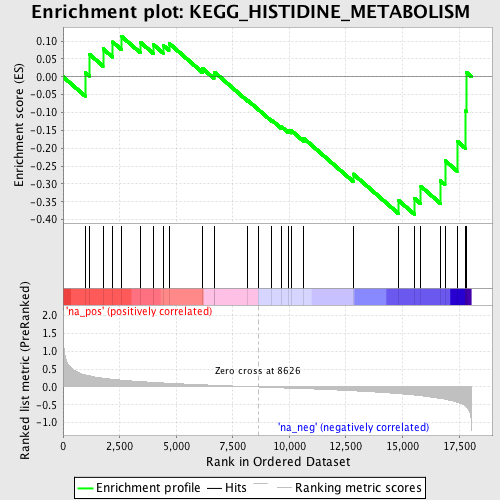 Enrichment plot: KEGG_HISTIDINE_METABOLISM
Enrichment score (ES)
0.10
0.05
0.00
-0.05
-0.10
-0.15
-0.20
-0.25
-0.30
-0.35
-0.40
'na_pos' (positively correlated)
Ranked list metric (PreRanked)
2.0
1.5
1.0
0.5
0.0
-0.5
-1.0
Zero cross at 8626
'na_neg' (negatively correlated)
0 2,500 5,000 7,500 10,000 12,500 15,000 17,500
Rank in Ordered Dataset
Enrichment profile Hits Ranking metric scores